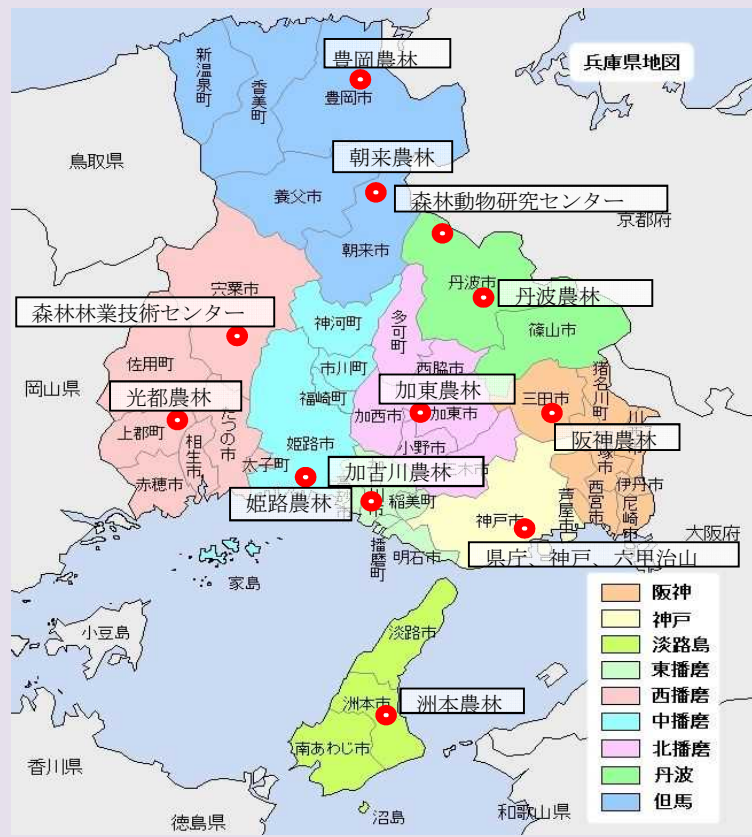 兵庫県地図
豊岡農林
新温泉町
香美町
豊岡市
鳥取県
朝来農林
養父市
森林動物研究センター
京都府
朝来市
宍粟市
丹波市
丹波農林
森林林業技術センター
神河町
多可町
篠山市
佐用町
市川町
西脇市
猪名川町
岡山県
光都農林
福崎町
加東農林
三田市
たつの市
加西市
加東市
上郡町
相生市
姫路市
小野市
阪神農林
太子町
加古川農林
三木市
赤穂市
姫路農林
稲美町
芦屋市
西宮市
伊丹市
尼崎市
神戸市
大阪府
播磨町
明石市
県庁、神戸、六甲治山
家島
小豆島
淡路市
洲本市
洲本農林
南あわじ市
香川県
徳島県
沼島
和歌山県
阪神
神戸
淡路島
東播磨
西播磨
中播磨
北播磨
丹波
但馬